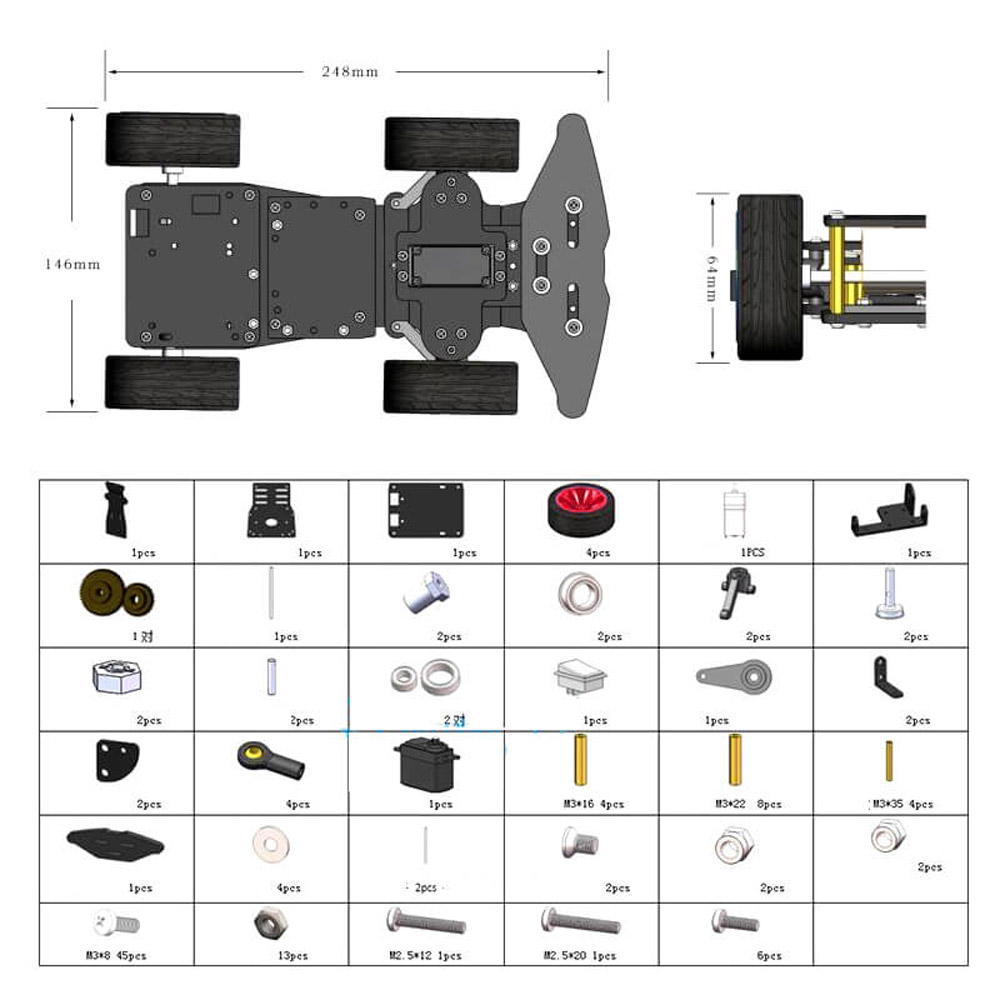 248mm
146mm
64mm
1pcs
1pcs
1pcs
4pcs
1PCS
1pcs
1 对
1pcs
2pcs
2pcs
2pcs
2pcs
2pcs
2pcs
2 对
1pcs
1pcs
2pcs
2pcs
4pcs
1pcs
M3*16 4pcs
M3*22 8pcs
M3*35 4pcs
1pcs
4pcs
2pcs
2pcs
2pcs
2pcs
M3*8 45pcs
13pcs
M2.5*12 1pcs
M2.5*20 1pcs
6pcs